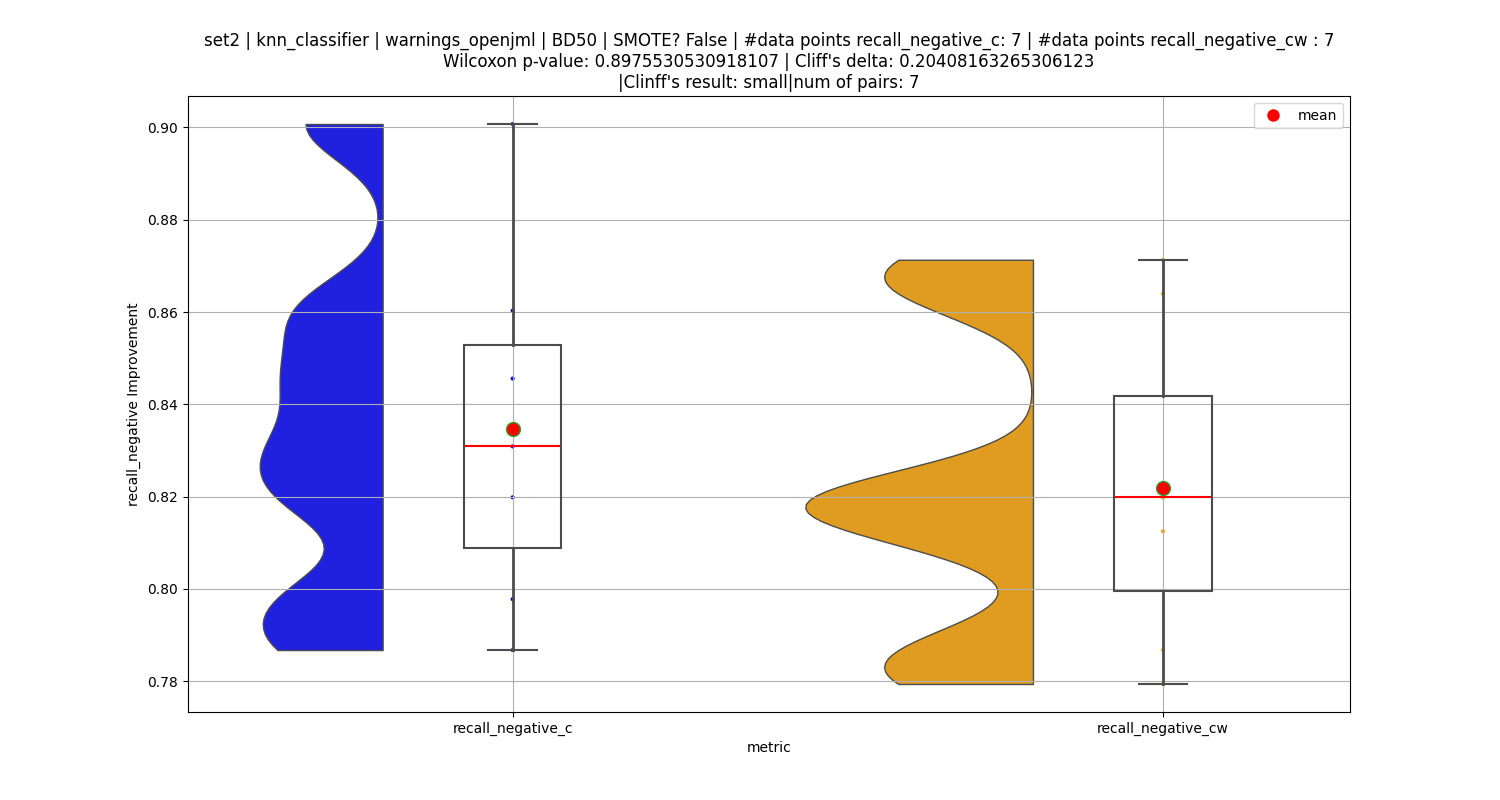 set2 | knn_classifier | warnings_openjml | BD50 | SMOTE? False | #data points recall_negative_c: 7 | #data points recall_negative_cw : 7
Wilcoxon p-value: 0.8975530530918107 | Cliff's delta: 0.20408163265306123
|Clinff's result: small|num of pairs: 7
mean
0.90
0.88
0.86
0.84
0.82
0.80
0.78
recall_negative Improvement
recall_negative_c
recall_negative_cw
metric